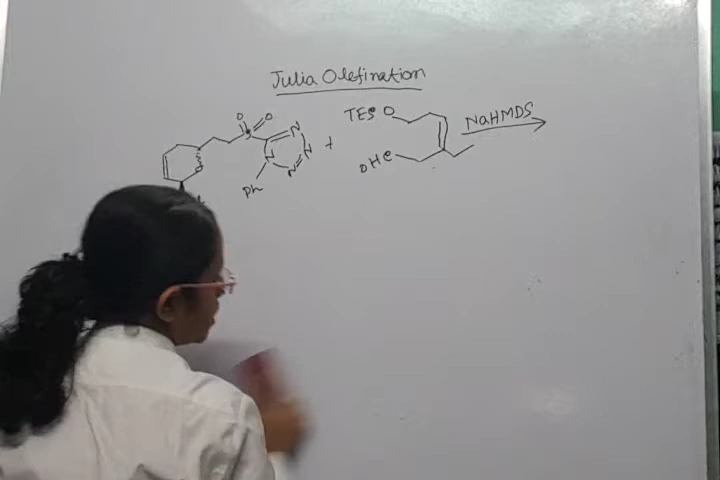 Julia Olefination
O O
S N
N N
N
Ph
+
TESO
OHC
NaHMDS